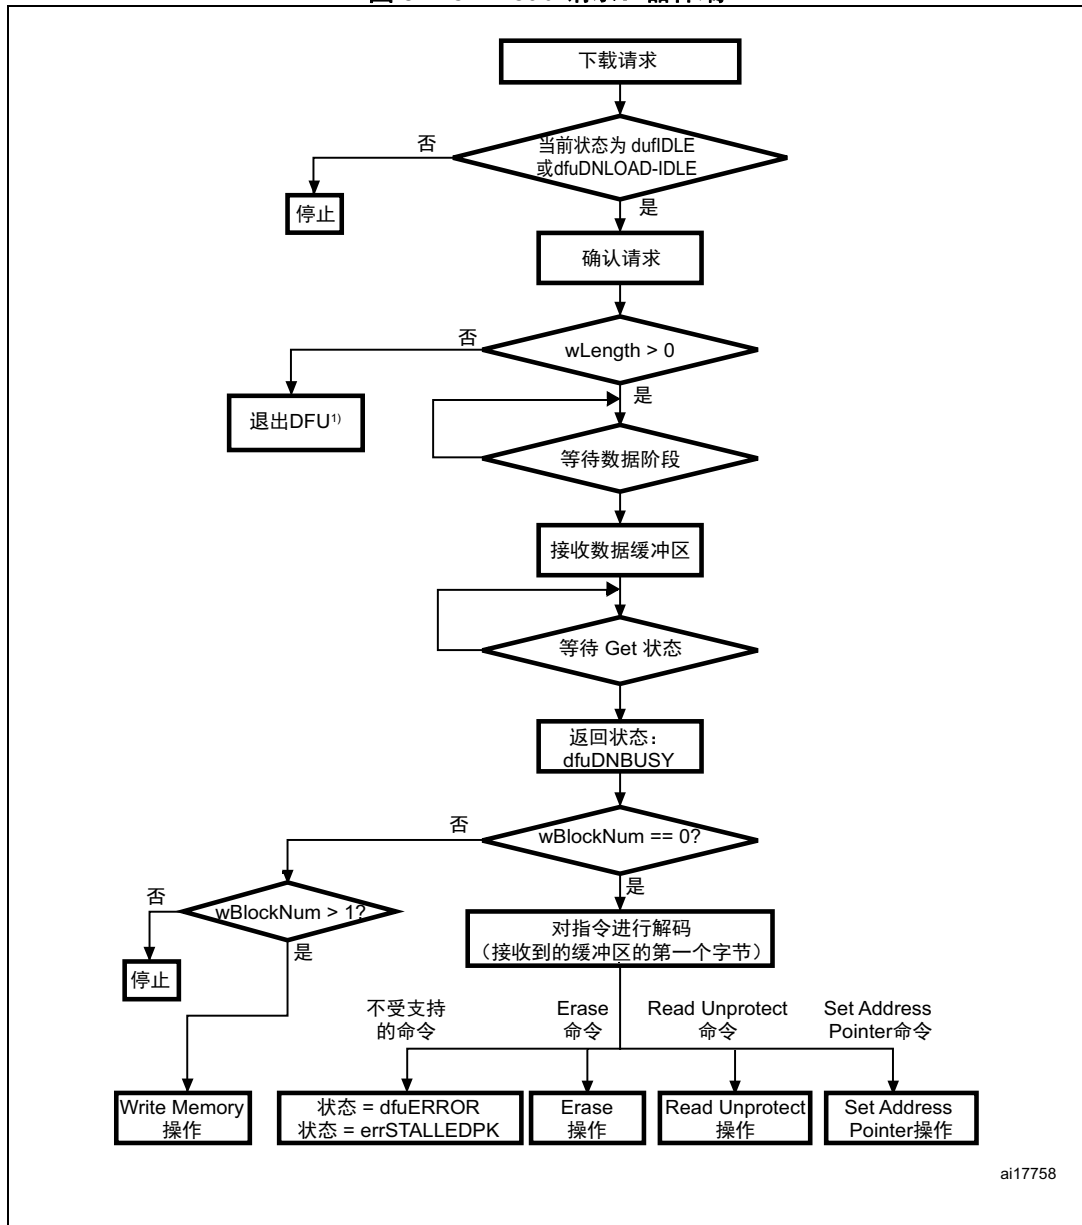 下载请求
当前状态为 dufIDLE
或dfuDNLOAD-IDLE
否
是
停止
确认请求
否
wLength > 0
是
退出DFU¹⁾
等待数据阶段
接收数据缓冲区
等待 Get 状态
返回状态：
dfuDNBUSY
否
wBlockNum == 0?
是
否
wBlockNum > 1?
是
停止
对指令进行解码
（接收到的缓冲区的第一个字节）
不受支持
的命令
Erase
命令
Read Unprotect
命令
Set Address
Pointer命令
Write Memory
操作
状态 = dfuERROR
状态 = errSTALLEDPK
Erase
操作
Read Unprotect
操作
Set Address
Pointer操作
ai17758